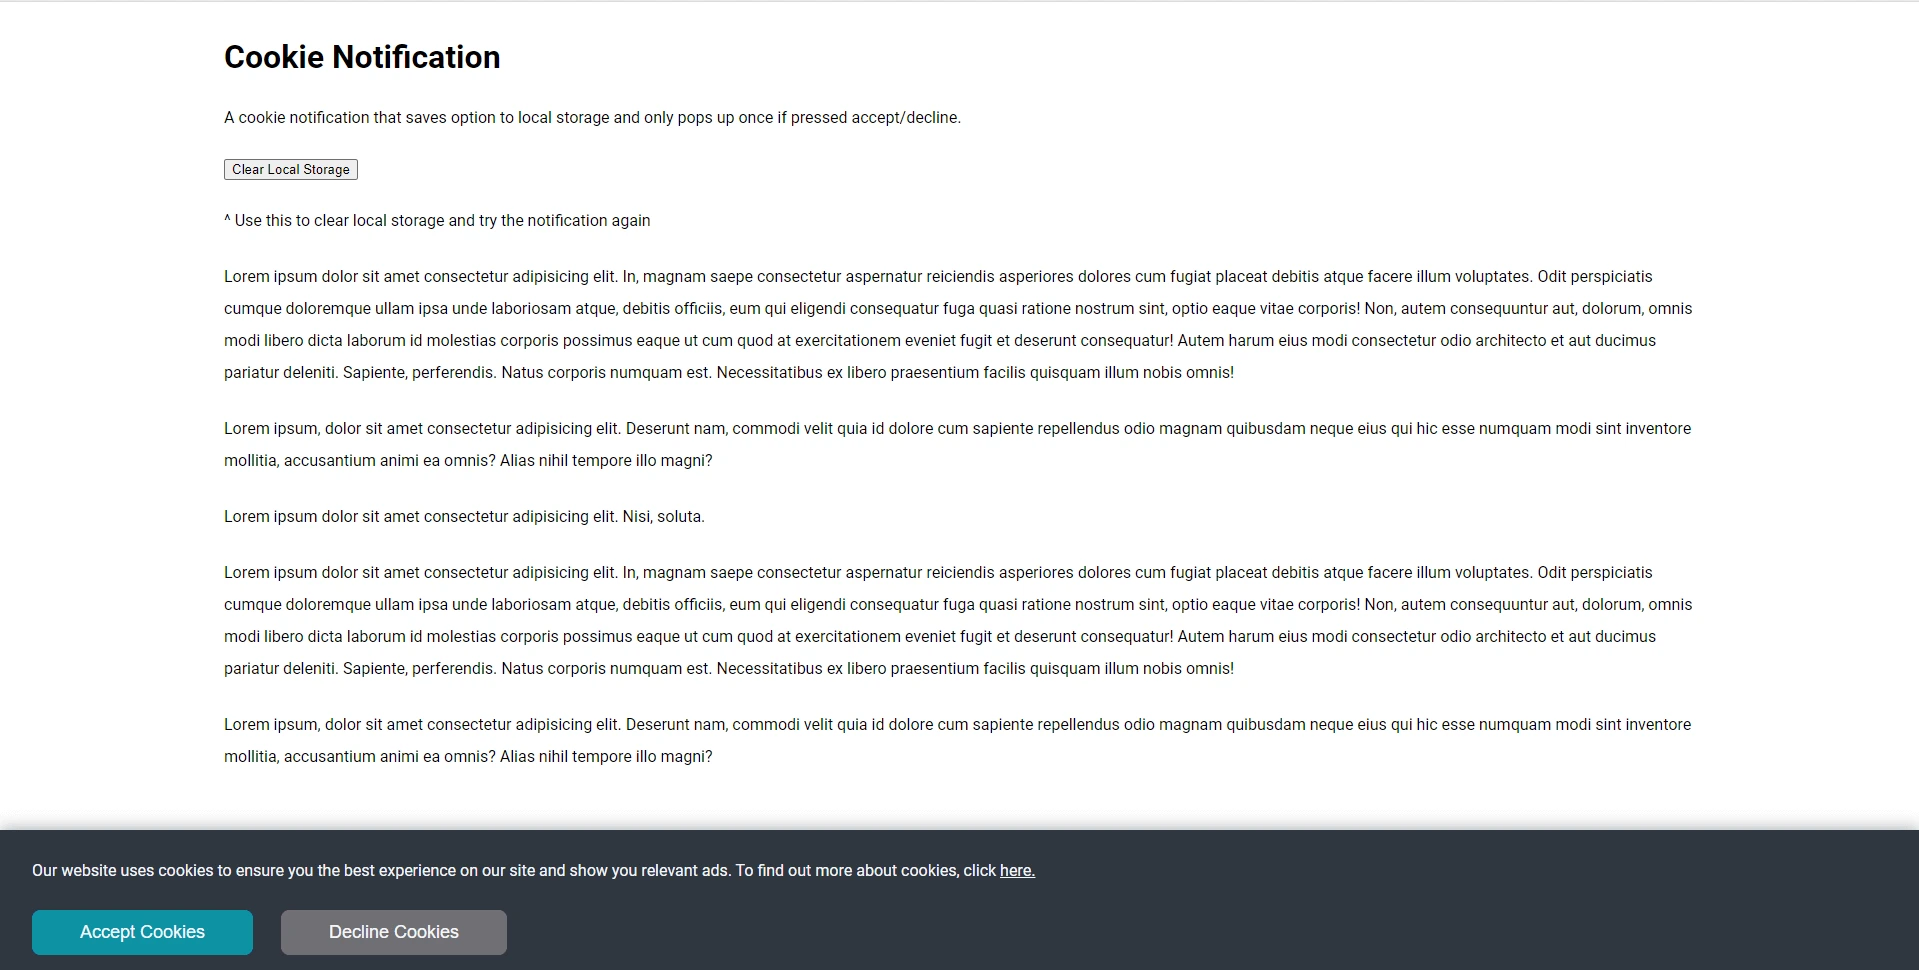 Cookie Notification
A cookie notification that saves option to local storage and only pops up once if pressed accept/decline.
Clear Local Storage
^ Use this to clear local storage and try the notification again
Lorem ipsum dolor sit amet consectetur adipisicing elit. In, magnam saepe consectetur aspernatur reiciendis asperiores dolores cum fugiat placeat debitis atque facere illum voluptates. Odit perspiciatis
cumque doloremque ullam ipsa unde laboriosam atque, debitis officiis, eum qui eligendi consequatur fuga quasi ratione nostrum sint, optio eaque vitae corporis! Non, autem consequuntur aut, dolorum, omnis
modi libero dicta laborum id molestias corporis possimus eaque ut cum quod at exercitationem eveniet fugit et deserunt consequatur! Autem harum eius modi consectetur odio architecto et aut ducimus
pariatur deleniti. Sapiente, perferendis. Natus corporis numquam est. Necessitatibus ex libero praesentium facilis quisquam illum nobis omnis!
Lorem ipsum, dolor sit amet consectetur adipisicing elit. Deserunt nam, commodi velit quia id dolore cum sapiente repellendus odio magnam quibusdam neque eius qui hic esse numquam modi sint inventore
mollitia, accusantium animi ea omnis? Alias nihil tempore illo magni?
Lorem ipsum dolor sit amet consectetur adipisicing elit. Nisi, soluta.
Lorem ipsum dolor sit amet consectetur adipisicing elit. In, magnam saepe consectetur aspernatur reiciendis asperiores dolores cum fugiat placeat debitis atque facere illum voluptates. Odit perspiciatis
cumque doloremque ullam ipsa unde laboriosam atque, debitis officiis, eum qui eligendi consequatur fuga quasi ratione nostrum sint, optio eaque vitae corporis! Non, autem consequuntur aut, dolorum, omnis
modi libero dicta laborum id molestias corporis possimus eaque ut cum quod at exercitationem eveniet fugit et deserunt consequatur! Autem harum eius modi consectetur odio architecto et aut ducimus
pariatur deleniti. Sapiente, perferendis. Natus corporis numquam est. Necessitatibus ex libero praesentium facilis quisquam illum nobis omnis!
Lorem ipsum, dolor sit amet consectetur adipisicing elit. Deserunt nam, commodi velit quia id dolore cum sapiente repellendus odio magnam quibusdam neque eius qui hic esse numquam modi sint inventore
mollitia, accusantium animi ea omnis? Alias nihil tempore illo magni?
Our website uses cookies to ensure you the best experience on our site and show you relevant ads. To find out more about cookies, click here.
Accept Cookies
Decline Cookies